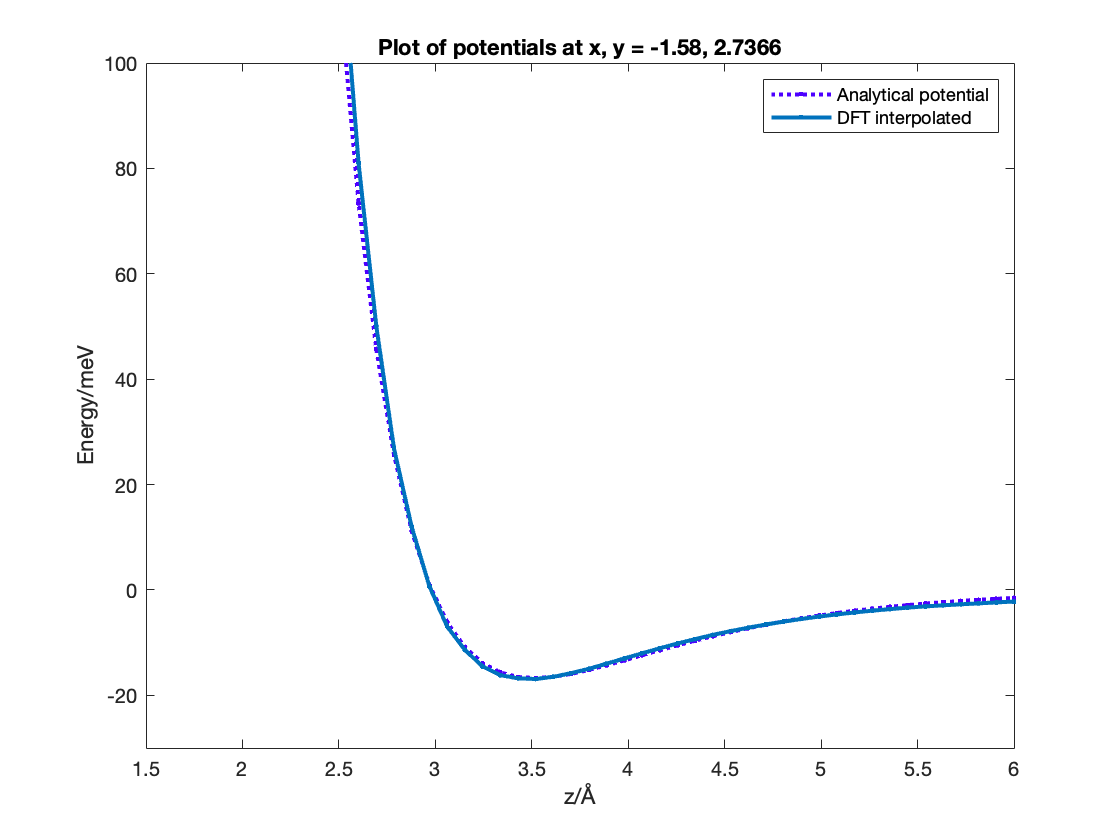 Plot of potentials at x, y = -1.58, 2.7366
100
80
60
40
20
0
-20
Energy/meV
Analytical potential
DFT interpolated
1.5 2 2.5 3 3.5 4 4.5 5 5.5 6
z/Å